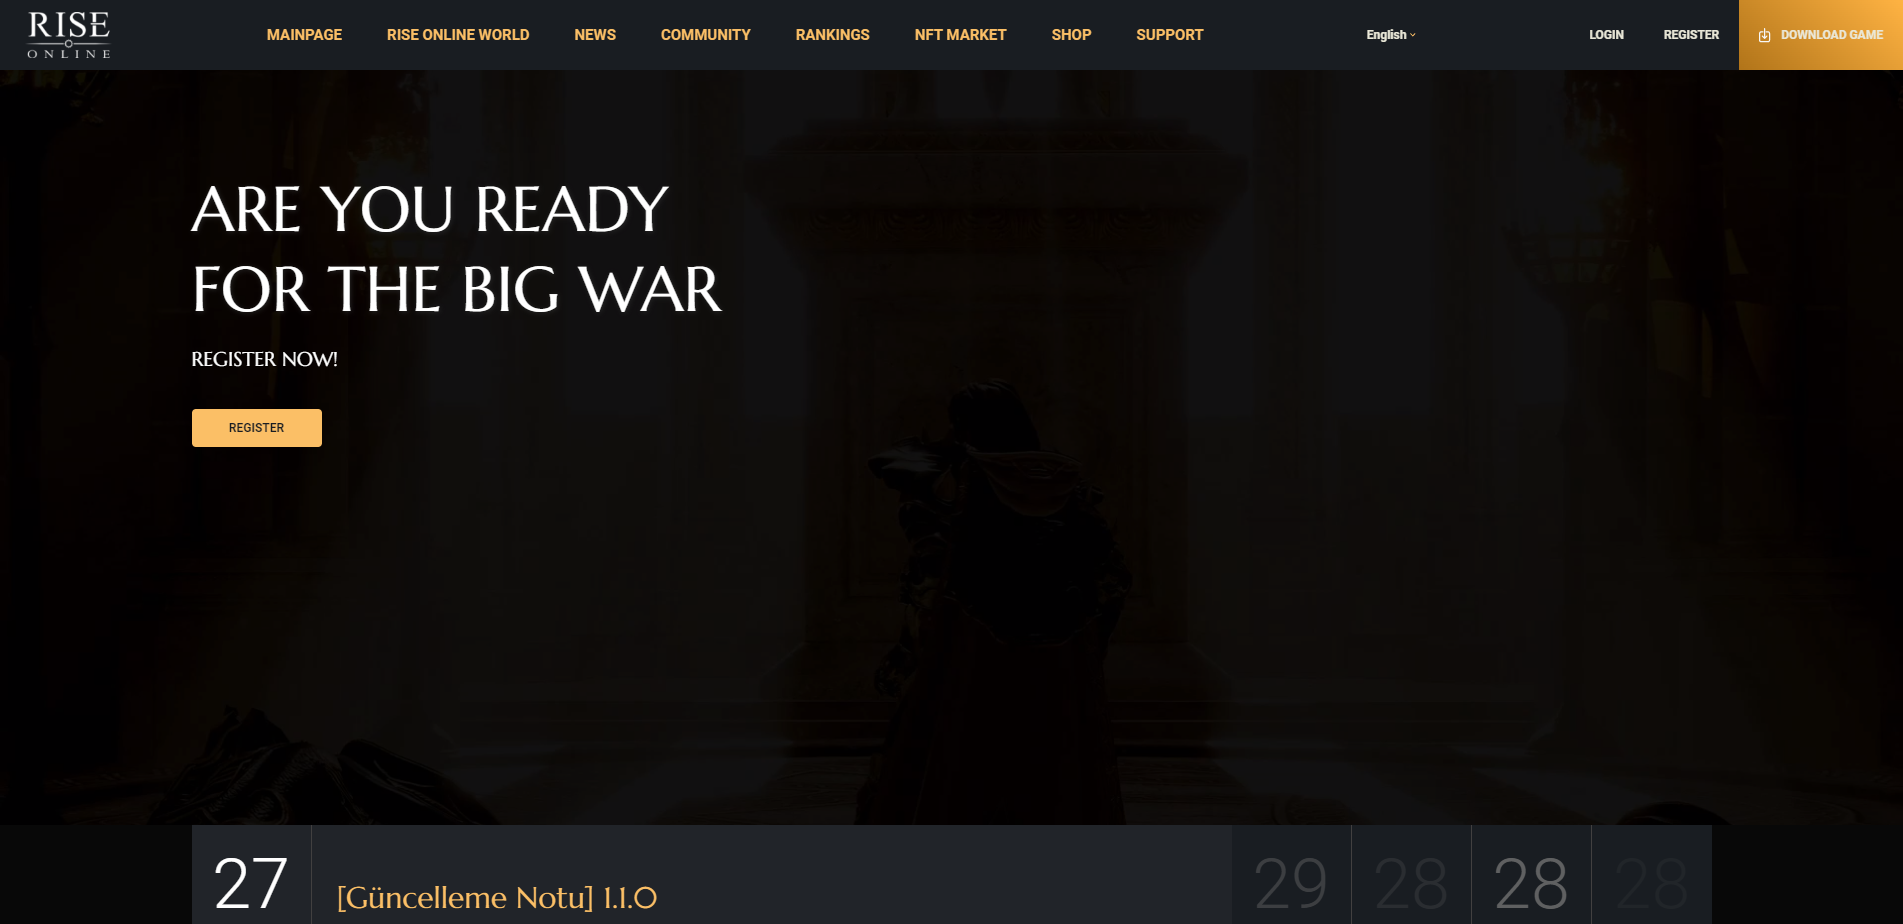 RISE
ONLINE
MAINPAGE RISE ONLINE WORLD NEWS COMMUNITY RANKINGS NFT MARKET SHOP SUPPORT English LOGIN REGISTER DOWNLOAD GAME
ARE YOU READY
FOR THE BIG WAR
REGISTER NOW!
REGISTER
27 [Güncelleme Notu] 1.1.0 29 28 28 28